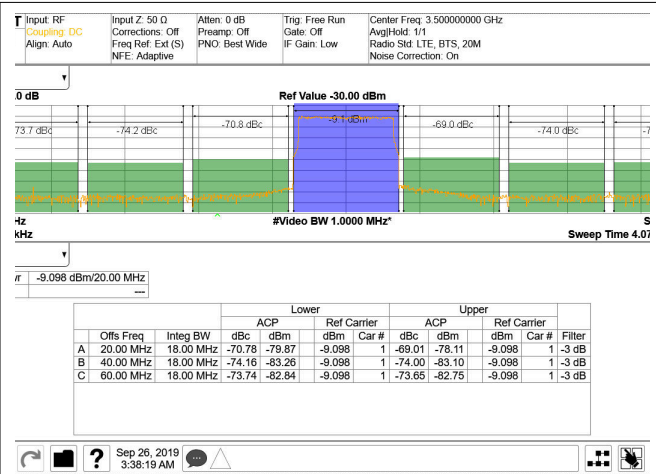 T Input: RF Input Z: 50 Ω Atten: 0 dB Trig: Free Run Center Freq: 3.500000000 GHz
Coupling: DC Corrections: Off Preamp: Off Gate: Off Avg|Hold: 1/1
Align: Auto Freq Ref: Ext (S) PNO: Best Wide IF Gain: Low Radio Std: LTE, BTS, 20M
NFE: Adaptive Noise Correction: On
.0 dB Ref Value -30.00 dBm
73.7 dBc -74.2 dBc -70.8 dBc -9.1 dBm -69.0 dBc -74.0 dBc -7
Hz #Video BW 1.0000 MHz* S
kHz Sweep Time 4.07
-9.098 dBm/20.00 MHz
---
Lower Upper
ACP Ref Carrier ACP Ref Carrier
Offs Freq Integ BW dBc dBm dBm Car # dBc dBm dBm Car # Filter
A 20.00 MHz 18.00 MHz -70.78 -79.87 -9.098 1 -69.01 -78.11 -9.098 1 -3 dB
B 40.00 MHz 18.00 MHz -74.16 -83.26 -9.098 1 -74.00 -83.10 -9.098 1 -3 dB
C 60.00 MHz 18.00 MHz -73.74 -82.84 -9.098 1 -73.65 -82.75 -9.098 1 -3 dB
? Sep 26, 2019
3:38:19 AM